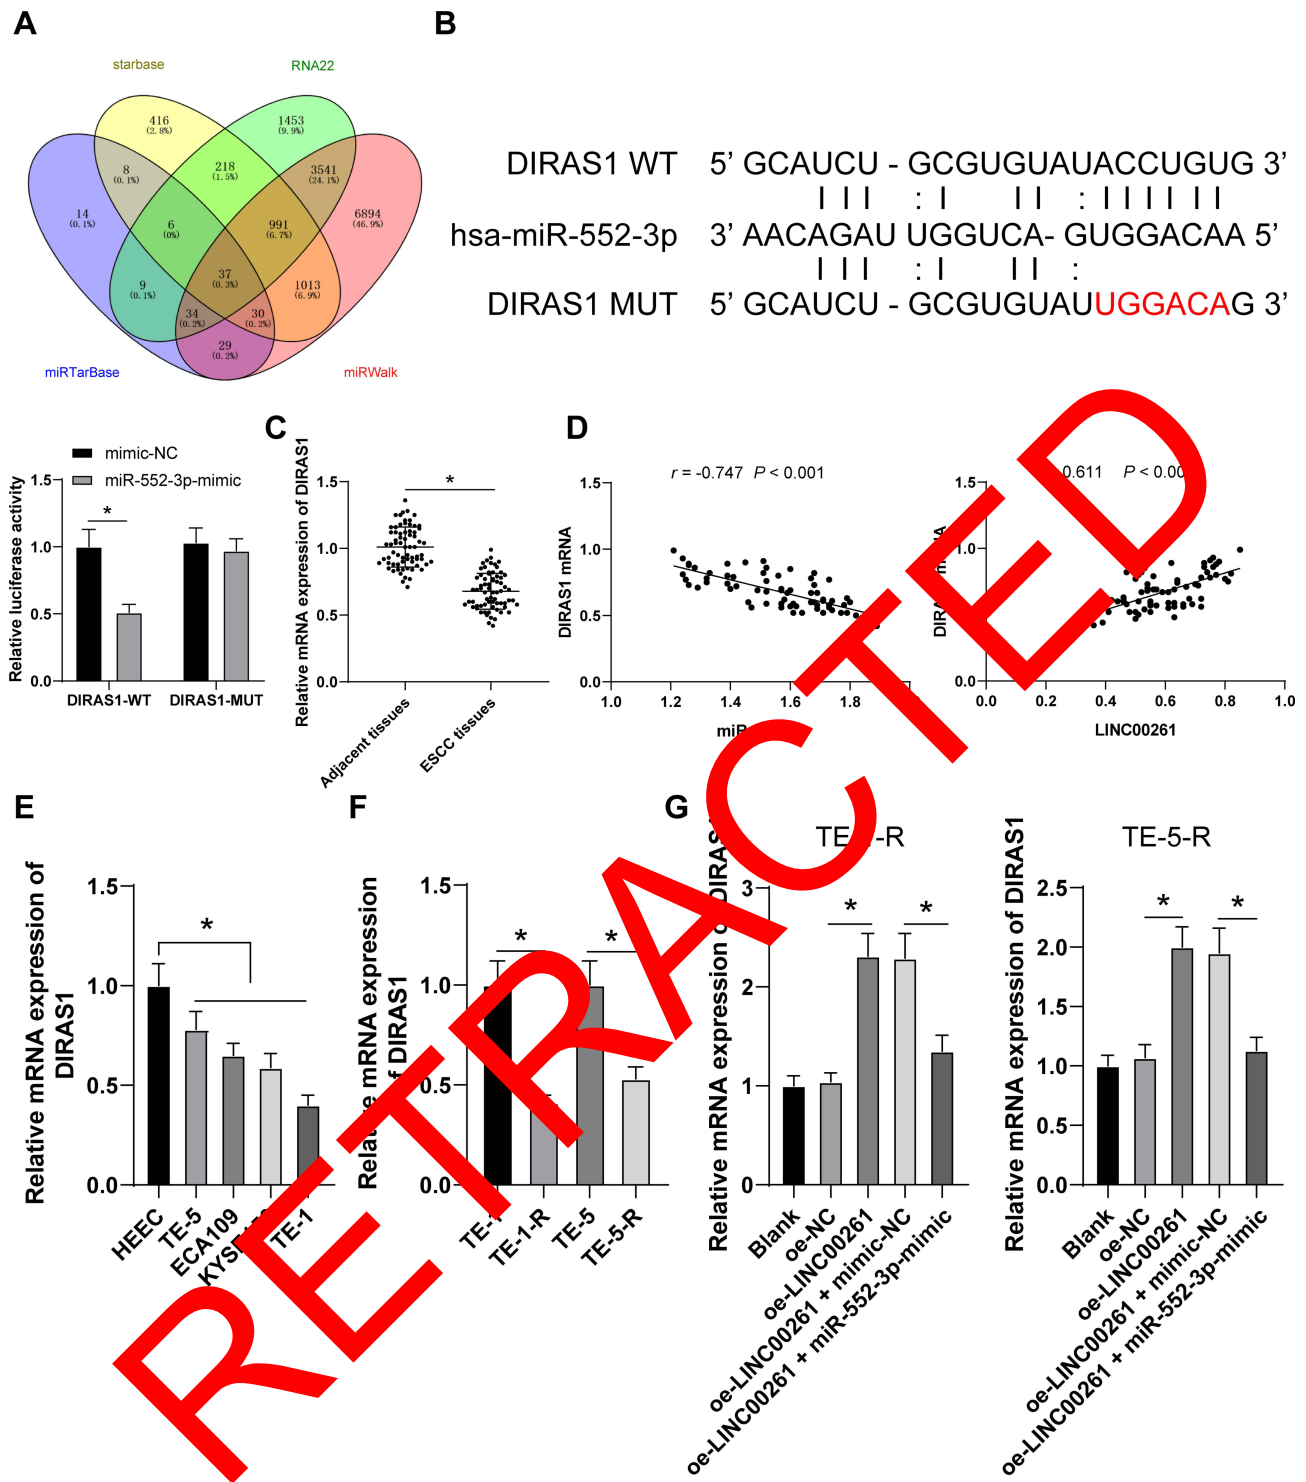 A
B
starbase
RNA22
416
(2.8%)
1453
(9.9%)
8
(0.1%)
218
(1.5%)
3541
(24.1%)
14
(0.1%)
6
(0%)
991
(6.7%)
6894
(46.9%)
37
(0.3%)
9
(0.1%)
1013
(6.9%)
34
(0.2%)
30
(0.2%)
29
(0.2%)
miRTarBase
miRWalk
DIRAS1 WT 5' GCAUCU - GCGUGUAUACCUGUG 3'
hsa-miR-552-3p 3' AACAGAU UGGUCA- GUGGACAA 5'
DIRAS1 MUT 5' GCAUCU - GCGUGUAUUGGACAG 3'
mimic-NC
miR-552-3p-mimic
Relative luciferase activity
1.5
1.0
0.5
0.0
*
DIRAS1-WT
DIRAS1-MUT
C
Relative mRNA expression of DIRAS1
1.5
1.0
0.5
0.0
*
Adjacent tissues
ESCC tissues
D
r = -0.747 P < 0.001
DIRAS1 mRNA
1.5
1.0
0.5
0.0
1.0
1.2
1.4
1.6
1.8
0.611 P < 0.00
1.5
1.0
0.0
0.0
0.2
0.4
0.6
0.8
1.0
LINC00261
E
Relative mRNA expression of
DIRAS1
1.5
1.0
0.5
0.0
*
HEEC
TE-5
ECA109
TE-1
F
Relative mRNA expression
of DIRAS1
1.5
1.0
0.5
0.0
*
*
TE-1
TE-1-R
TE-5
TE-5-R
G
Relative mRNA expression of DIRAS1
3
2
1
0
*
*
Blank
oe-NC
oe-LINC00261
oe-LINC00261 + mimic-NC
oe-LINC00261 + miR-552-3p-mimic
TE-5-R
Relative mRNA expression of DIRAS1
2.5
2.0
1.5
1.0
0.5
0.0
*
*
Blank
oe-NC
oe-LINC00261
oe-LINC00261 + mimic-NC
oe-LINC00261 + miR-552-3p-mimic
RETRACTED